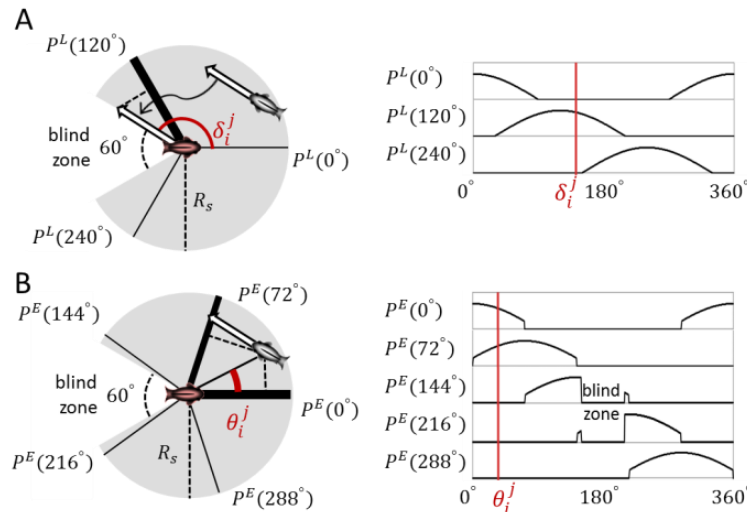 A
P^L(120°)
blind
zone
60°
δ_i^j
P^L(0°)
R_s
P^L(240°)
P^L(0°)
P^L(120°)
P^L(240°)
0°
δ_i^j
180°
360°
B
P^E(72°)
P^E(144°)
blind
zone
60°
θ_i^j
P^E(0°)
R_s
P^E(216°)
P^E(288°)
P^E(0°)
P^E(72°)
P^E(144°)
blind
zone
P^E(216°)
P^E(288°)
0°
θ_i^j
180°
360°